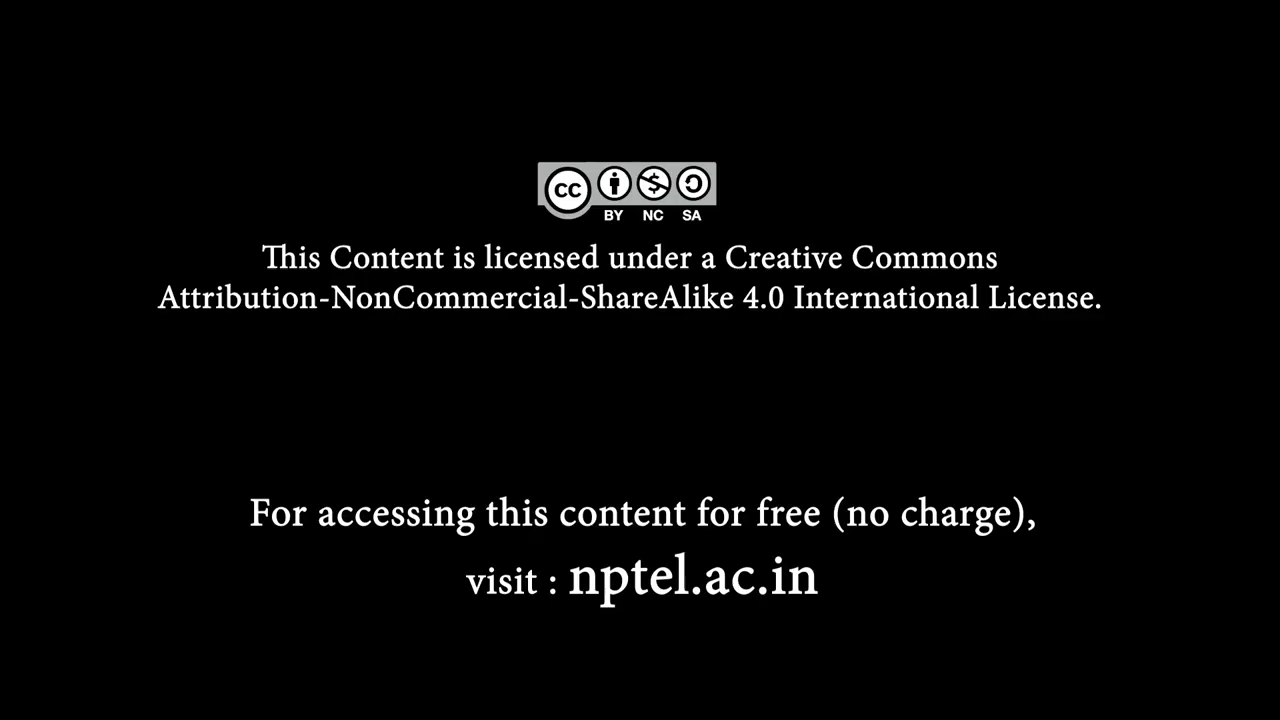 cc
BY NC SA
This Content is licensed under a Creative Commons
Attribution-NonCommercial-ShareAlike 4.0 International License.
For accessing this content for free (no charge),
visit : nptel.ac.in